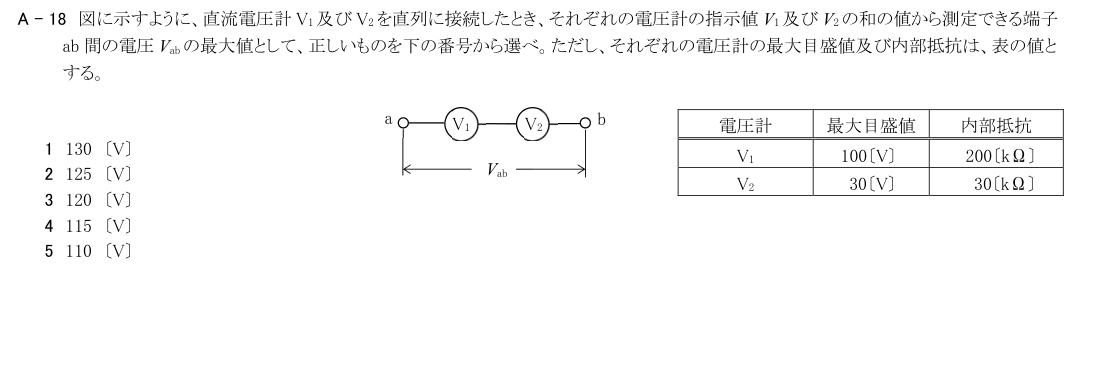 A－18 図に示すように、直流電圧計 V₁ 及び V₂ を直列に接続したとき、それぞれの電圧計の指示値 V₁ 及び V₂ の和の値から測定できる端子
ab 間の電圧 Vab の最大値として、正しいものを下の番号から選べ。ただし、それぞれの電圧計の最大目盛値及び内部抵抗は、表の値と
する。
1 130 〔V〕
2 125 〔V〕
3 120 〔V〕
4 115 〔V〕
5 110 〔V〕
a V₁ V₂ b
Vab
電圧計 最大目盛値 内部抵抗
V₁ 100〔V〕 200〔kΩ〕
V₂ 30〔V〕 30〔kΩ〕